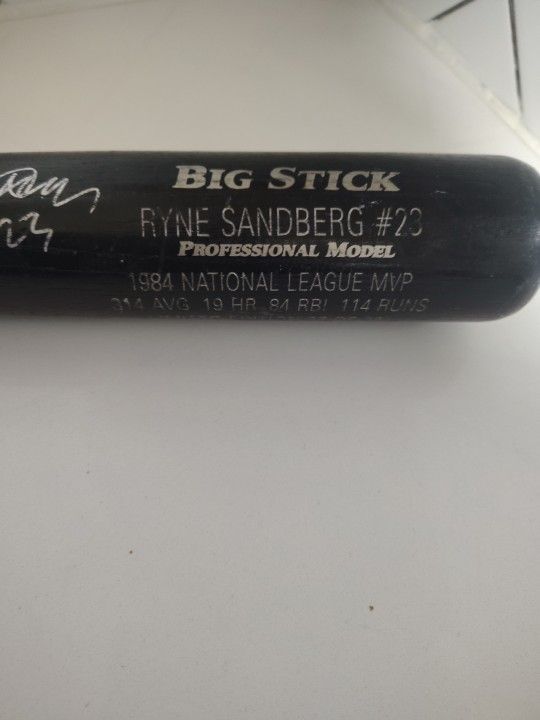 BIG STICK
RYNE SANDBERG #23
PROFESSIONAL MODEL
1984 NATIONAL LEAGUE MVP
314 AVG 19 HR 84 RBI 114 RUNS
23